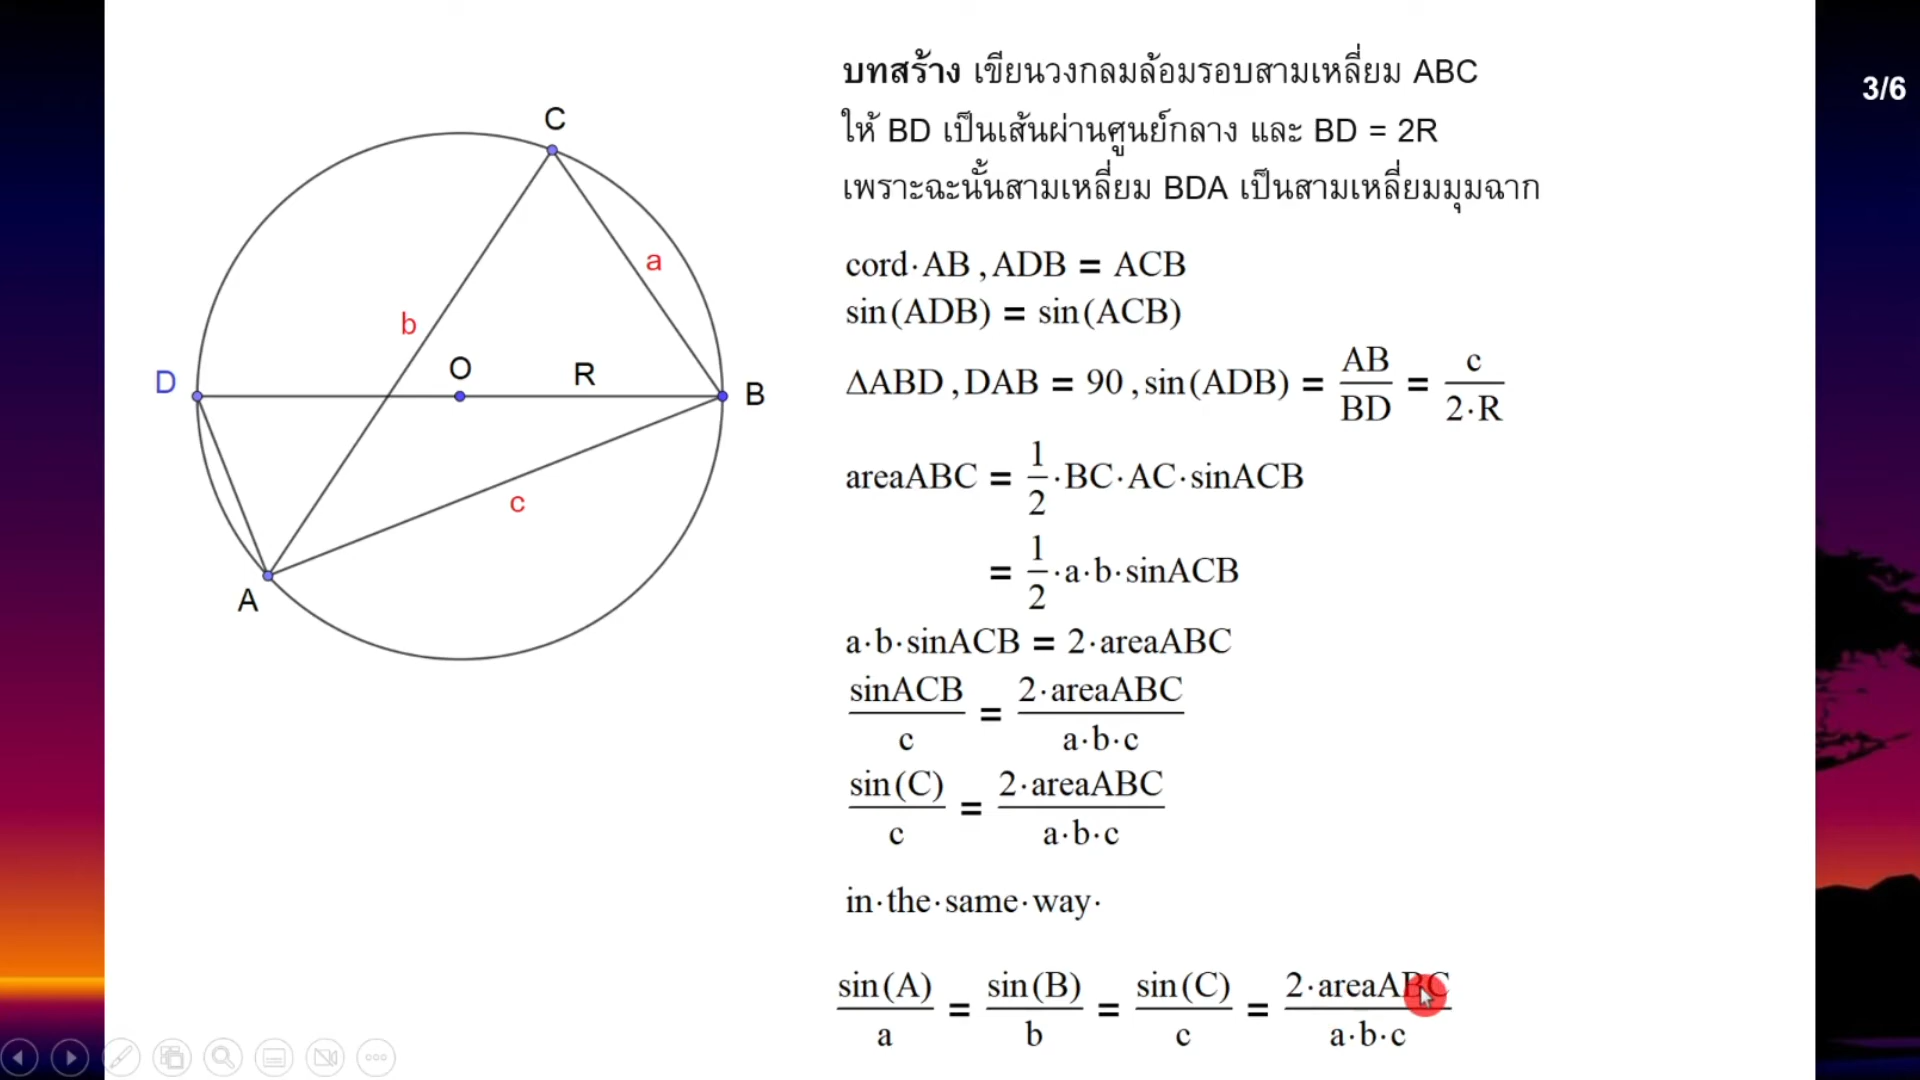 3/6
บทสร้าง เขียนวงกลมล้อมรอบสามเหลี่ยม ABC
ให้ BD เป็นเส้นผ่านศูนย์กลาง และ BD = 2R
เพราะฉะนั้นสามเหลี่ยม BDA เป็นสามเหลี่ยมมุมฉาก
C
a
b
D
O
R
B
c
A
cord·AB , ADB = ACB
sin(ADB) = sin(ACB)
ΔABD , DAB = 90 , sin(ADB) = AB/BD = c/2·R
areaABC = 1/2·BC·AC·sinACB
= 1/2·a·b·sinACB
a·b·sinACB = 2·areaABC
sinACB/c = 2·areaABC/a·b·c
sin(C)/c = 2·areaABC/a·b·c
in·the·same·way·
sin(A)/a = sin(B)/b = sin(C)/c = 2·areaABC/a·b·c